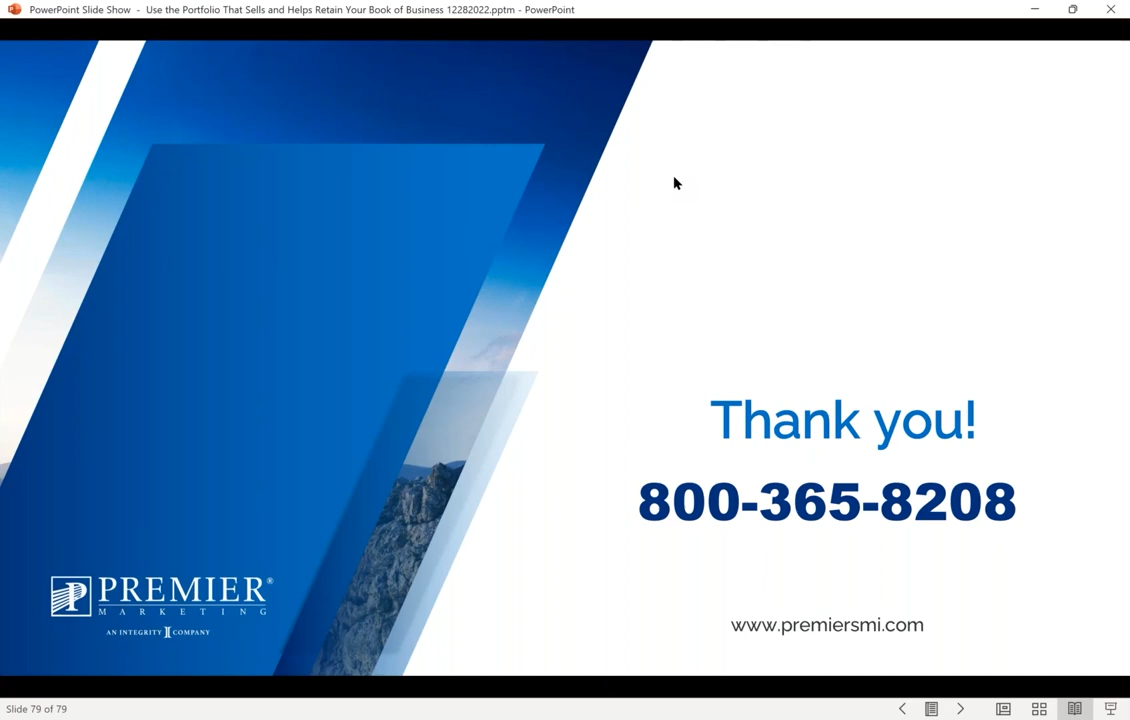 PowerPoint Slide Show - Use the Portfolio That Sells and Helps Retain Your Book of Business 12282022.pptm - PowerPoint
Thank you!
800-365-8208
PREMIER®
MARKETING
AN INTEGRITY COMPANY
www.premiersmi.com
Slide 79 of 79